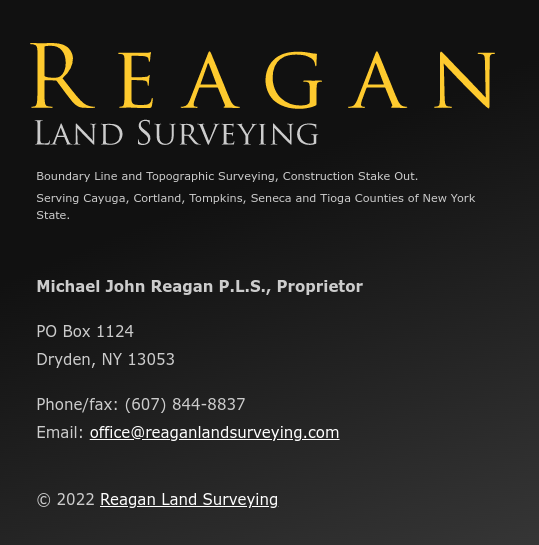 REAGAN
LAND SURVEYING
Boundary Line and Topographic Surveying, Construction Stake Out.
Serving Cayuga, Cortland, Tompkins, Seneca and Tioga Counties of New York
State.
Michael John Reagan P.L.S., Proprietor
PO Box 1124
Dryden, NY 13053
Phone/fax: (607) 844-8837
Email: office@reaganlandsurveying.com
© 2022 Reagan Land Surveying